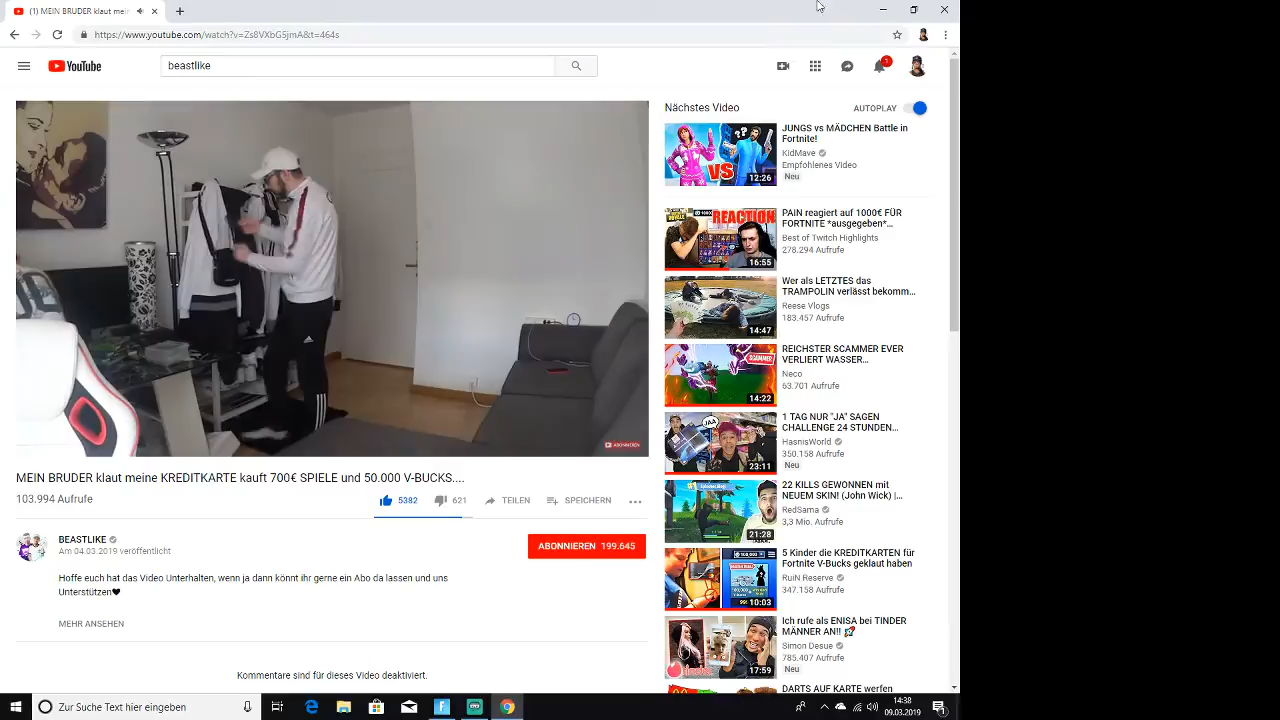 (1) MEIN BRUDER klaut mein
https://www.youtube.com/watch?v=Zs8VXbG5jmA&t=464s
YouTube
beastlike
1
ABONNIEREN
MEIN BRUDER klaut meine KREDITKARTE kauft 700€ SPIELE und 50.000 V-BUCKS....
103.994 Aufrufe
5382
621
TEILEN
SPEICHERN
BEASTLIKE
Am 04.03.2019 veröffentlicht
ABONNIEREN 199.645
Hoffe euch hat das Video Unterhalten, wenn ja dann könnt ihr gerne ein Abo da lassen und uns
Unterstützen❤
MEHR ANSEHEN
Kommentare sind für dieses Video deaktiviert.
Nächstes Video
AUTOPLAY
VS
12:26
JUNGS vs MÄDCHEN Battle in
Fortnite!
KidMave
Empfohlenes Video
Neu
REACTION
16:55
PAIN reagiert auf 1000€ FÜR
FORTNITE *ausgegeben*...
Best of Twitch Highlights
278.294 Aufrufe
14:47
Wer als LETZTES das
TRAMPOLIN verlässt bekomm...
Reese Vlogs
183.457 Aufrufe
SCAMMER
14:22
REICHSTER SCAMMER EVER
VERLIERT WASSER...
Neco
63.701 Aufrufe
JAA
23:11
1 TAG NUR "JA" SAGEN
CHALLENGE 24 STUNDEN...
HasnisWorld
350.158 Aufrufe
Neu
21:28
22 KILLS GEWONNEN mit
NEUEM SKIN! (John Wick) |...
RedSama
3,3 Mio. Aufrufe
10:03
5 Kinder die KREDITKARTEN für
Fortnite V-Bucks geklaut haben
RuiN Reserve
347.158 Aufrufe
17:59
Ich rufe als ENISA bei TINDER
MÄNNER AN!! 🚀
Simon Desue
785.407 Aufrufe
Neu
DARTS AUF KARTE werfen
Zur Suche Text hier eingeben
14:38
09.03.2019
1